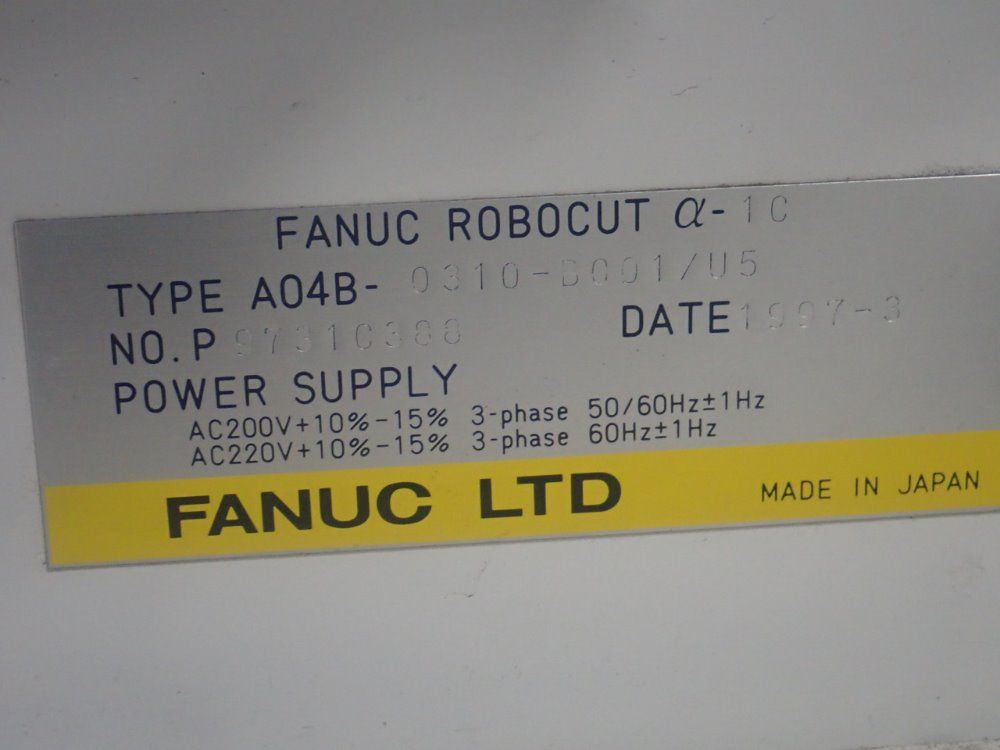 FANUC ROBOCUT α-1C
TYPE A04B- 0310-B001/U5
NO. P 97310388
DATE 1997-3
POWER SUPPLY
AC200V+10%-15% 3-phase 50/60Hz±1Hz
AC220V+10%-15% 3-phase 60Hz±1Hz
FANUC LTD
MADE IN JAPAN